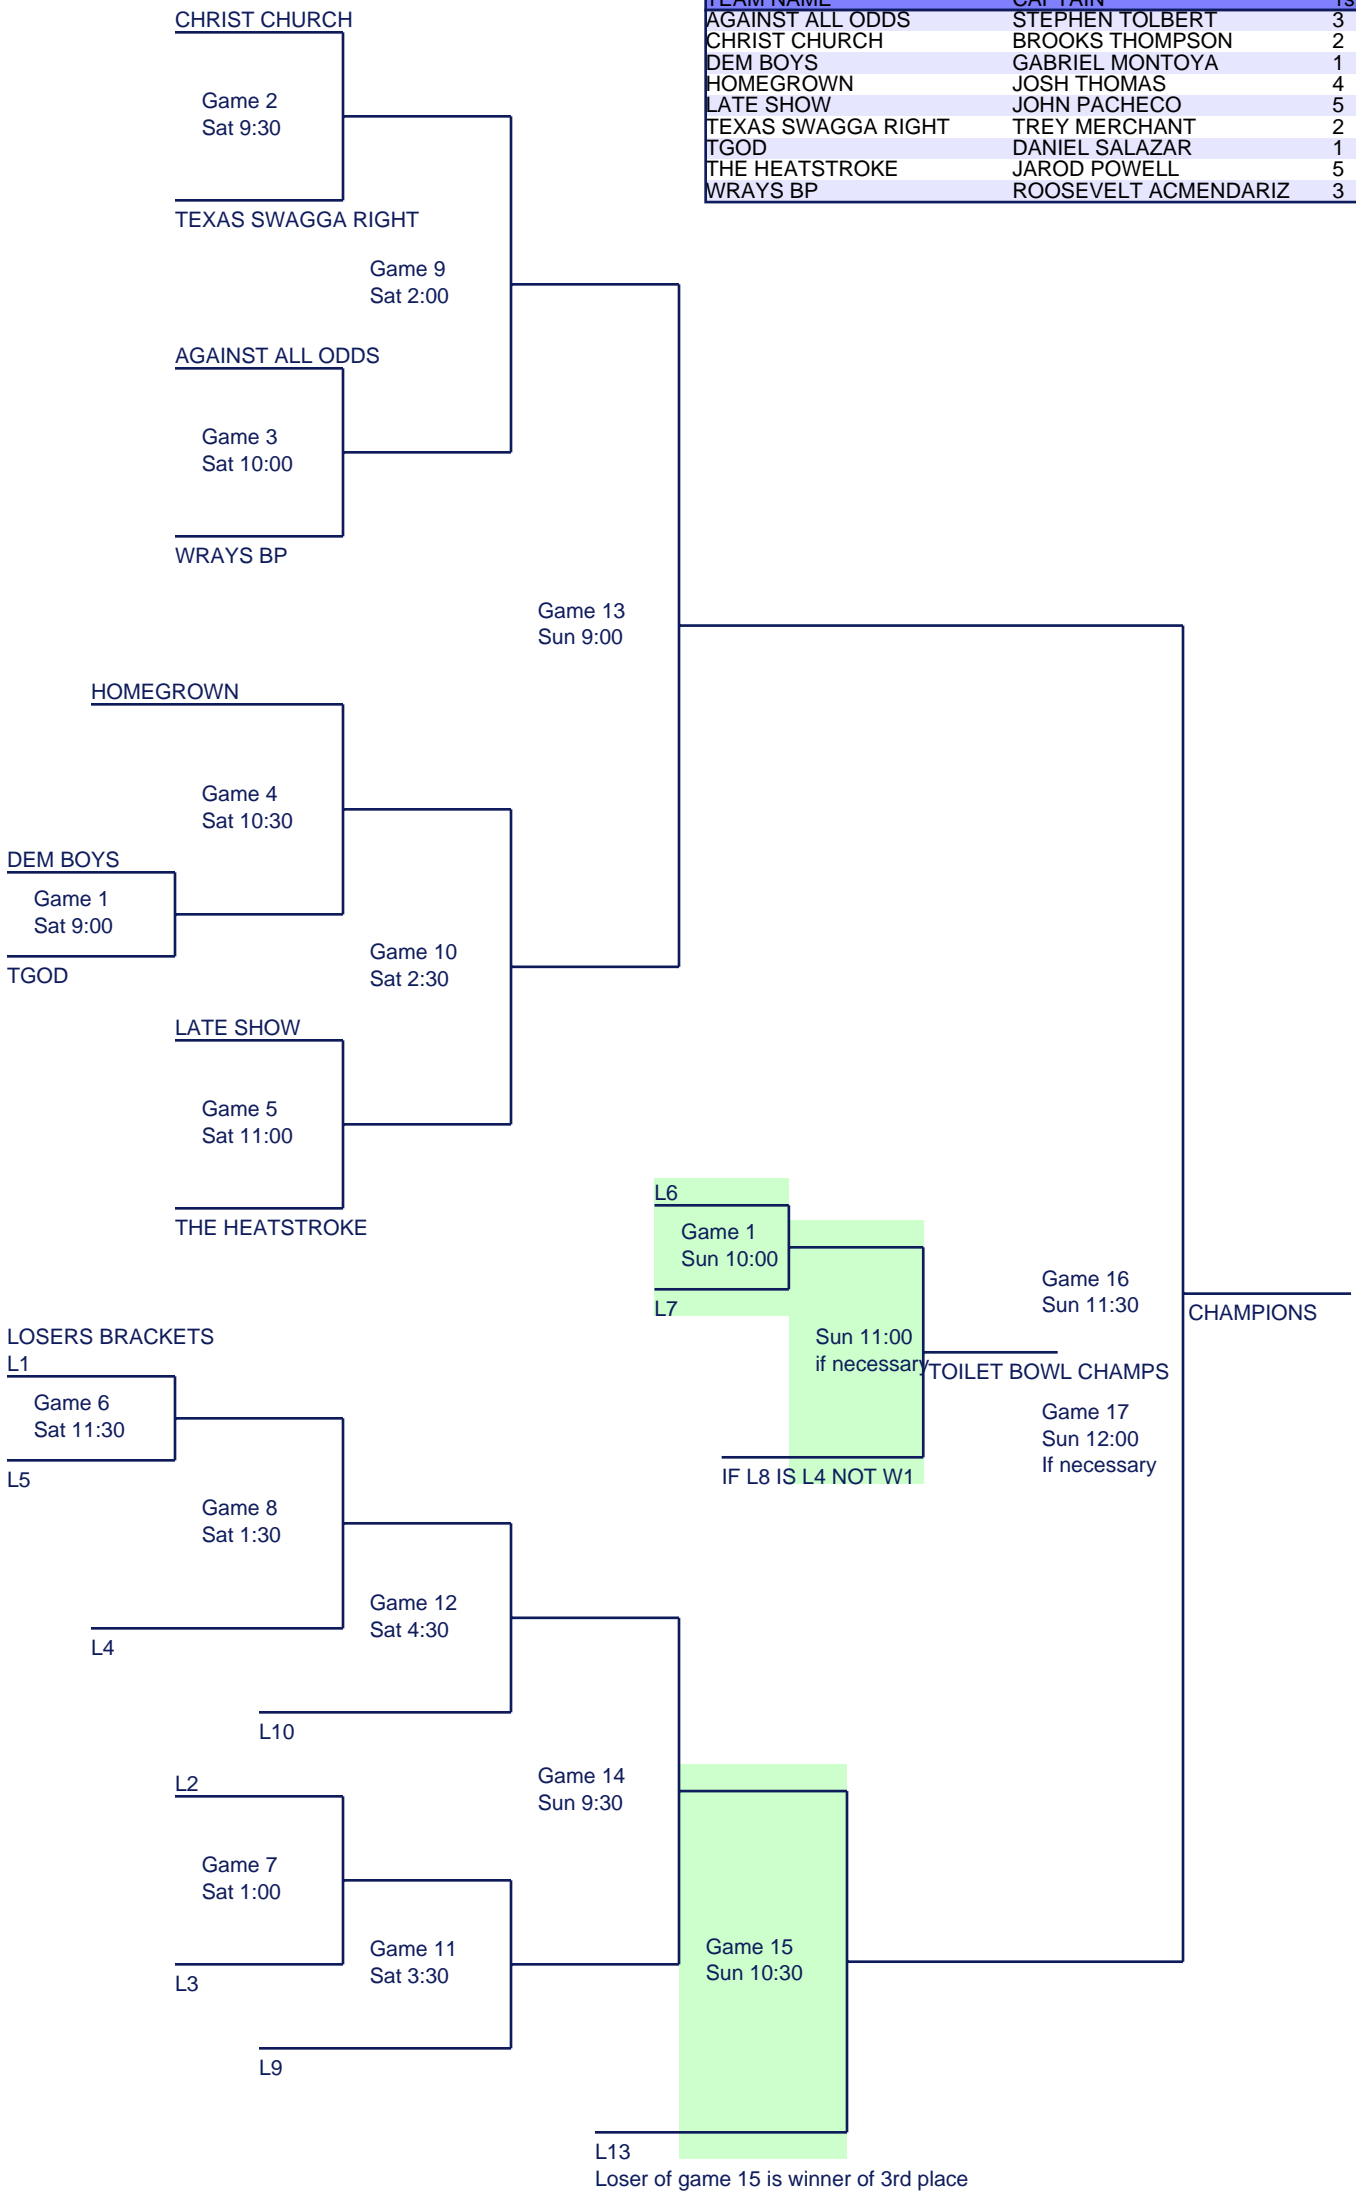 TEAM NAME CAPTAIN
AGAINST ALL ODDS STEPHEN TOLBERT 3
CHRIST CHURCH BROOKS THOMPSON 2
DEM BOYS GABRIEL MONTOYA 1
HOMEGROWN JOSH THOMAS 4
LATE SHOW JOHN PACHECO 5
TEXAS SWAGGA RIGHT TREY MERCHANT 2
TGOD DANIEL SALAZAR 1
THE HEATSTROKE JAROD POWELL 5
WRAYS BP ROOSEVELT ACMENDARIZ 3
CHRIST CHURCH
Game 2
Sat 9:30
TEXAS SWAGGA RIGHT
Game 9
Sat 2:00
AGAINST ALL ODDS
Game 3
Sat 10:00
WRAYS BP
Game 13
Sun 9:00
HOMEGROWN
Game 4
Sat 10:30
DEM BOYS
Game 1
Sat 9:00
TGOD
Game 10
Sat 2:30
LATE SHOW
Game 5
Sat 11:00
THE HEATSTROKE
L6
Game 1
Sun 10:00
L7
Sun 11:00
if necessary
TOILET BOWL CHAMPS
IF L8 IS L4 NOT W1
Game 16
Sun 11:30
CHAMPIONS
Game 17
Sun 12:00
If necessary
LOSERS BRACKETS
L1
Game 6
Sat 11:30
L5
Game 8
Sat 1:30
L4
Game 12
Sat 4:30
L10
Game 14
Sun 9:30
L2
Game 7
Sat 1:00
L3
Game 11
Sat 3:30
L9
Game 15
Sun 10:30
L13
Loser of game 15 is winner of 3rd place